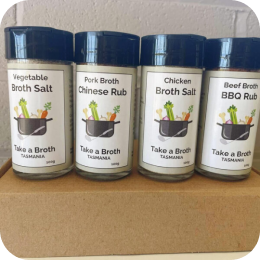 Vegetable
Broth Salt
Take a Broth
TASMANIA
Pork Broth
Chinese Rub
Take a Broth
TASMANIA
100g
Chicken
Broth Salt
Take a Broth
TASMANIA
Beef Broth
BBQ Rub
Take a Broth
TASMANIA